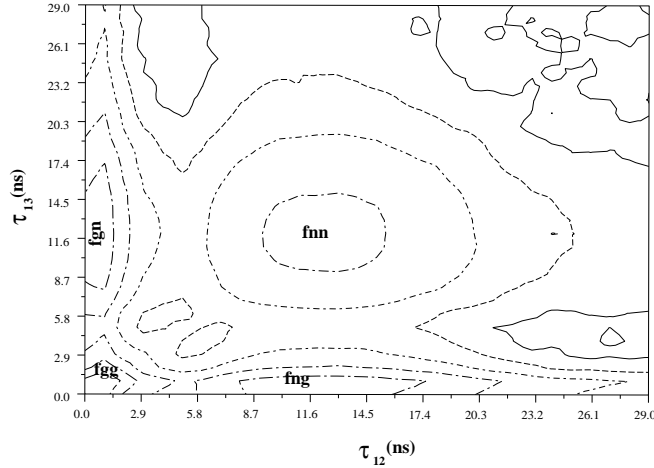 29.0
26.1
23.2
20.3
17.4
14.5
11.6
8.7
5.8
2.9
0.0
τ13(ns)
fgn
fnn
fgg
fng
0.0 2.9 5.8 8.7 11.6 14.5 17.4 20.3 23.2 26.1 29.0
τ12(ns)